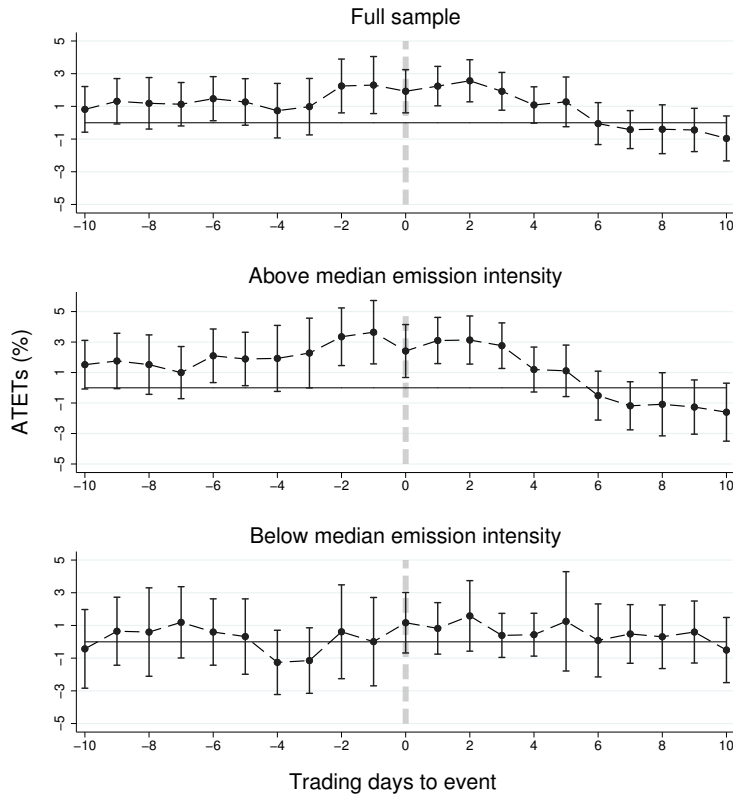 Full sample
5
3
1
−1
−3
−5
−10 −8 −6 −4 −2 0 2 4 6 8 10
Above median emission intensity
ATETs (%)
5
3
1
−1
−3
−5
−10 −8 −6 −4 −2 0 2 4 6 8 10
Below median emission intensity
5
3
1
−1
−3
−5
−10 −8 −6 −4 −2 0 2 4 6 8 10
Trading days to event